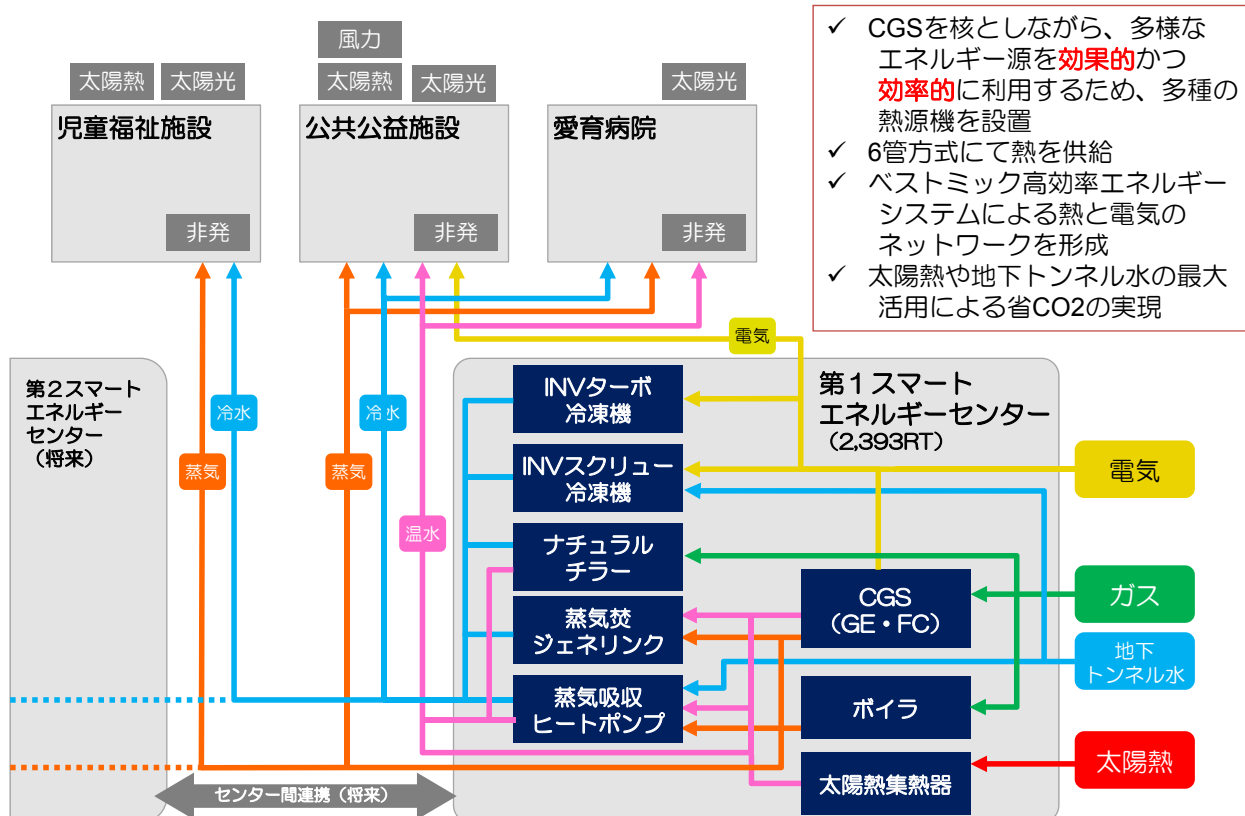 風力
太陽熱
太陽光
太陽熱
太陽光
太陽光
児童福祉施設
公共公益施設
愛育病院
非発
非発
非発
✓ CGSを核としながら、多様な
エネルギー源を効果的かつ
効率的に利用するため、多種の
熱源機を設置
✓ 6管方式にて熱を供給
✓ ベストミック高効率エネルギー
システムによる熱と電気の
ネットワークを形成
✓ 太陽熱や地下トンネル水の最大
活用による省CO2の実現
電気
第2スマート
エネルギー
センター
(将来)
冷水
冷水
蒸気
蒸気
温水
第1スマート
エネルギーセンター
(2,393RT)
INVターボ
冷凍機
INVスクリュー
冷凍機
ナチュラル
チラー
蒸気焚
ジェネリンク
蒸気吸収
ヒートポンプ
CGS
(GE・FC)
ボイラ
太陽熱集熱器
電気
ガス
地下
トンネル水
太陽熱
センター間連携(将来)